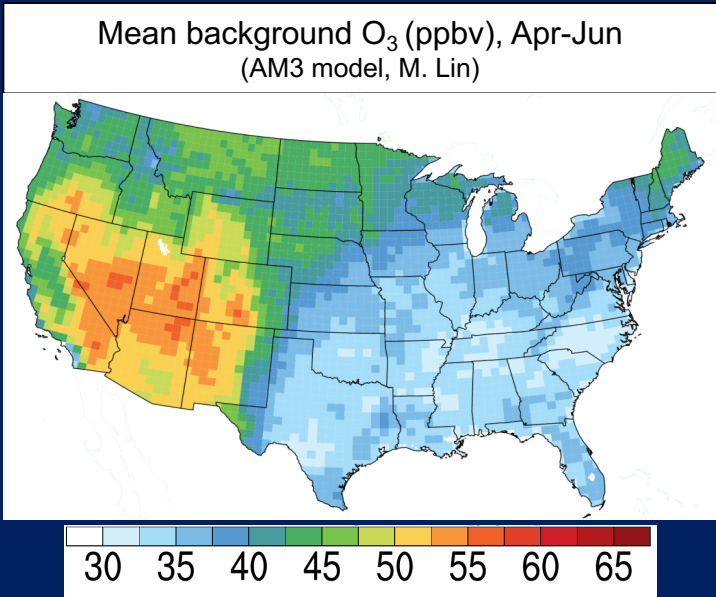 Mean background O₃ (ppbv), Apr-Jun
(AM3 model, M. Lin)
30 35 40 45 50 55 60 65